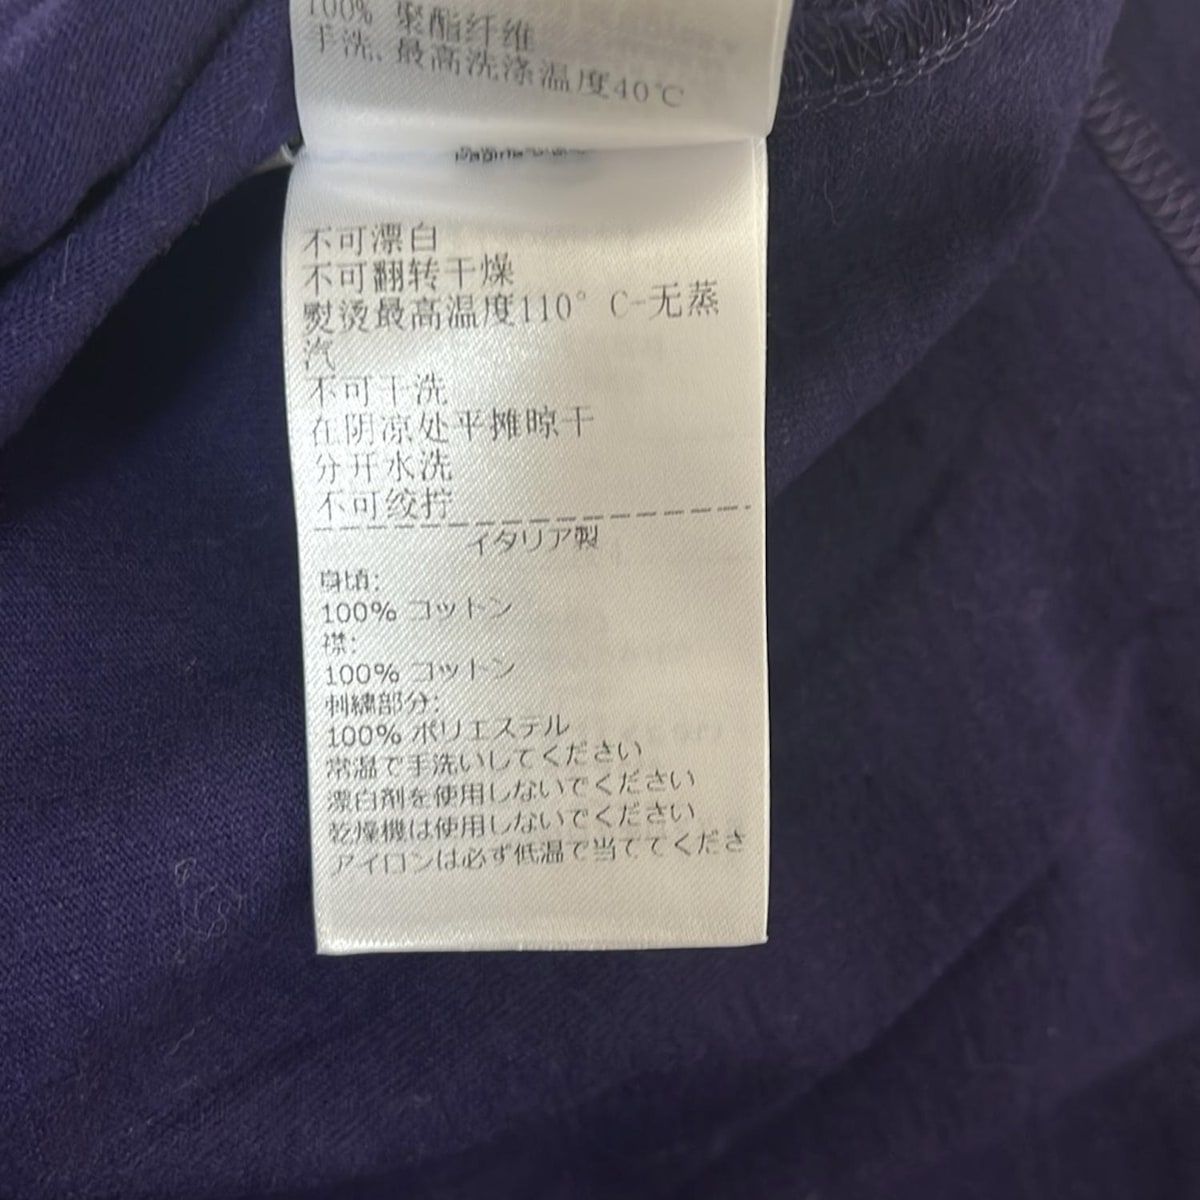 100% 聚酯纤维
手洗, 最高洗涤温度40℃
不可漂白
不可翻转干燥
熨烫最高温度110° C-无蒸
汽
不可干洗
在阴凉处平摊晾干
分开水洗
不可绞拧
イタリア製
身頃:
100% コットン
襟:
100% コットン
刺繍部分:
100% ポリエステル
常温で手洗いしてください
漂白剤を使用しないでください
乾燥機は使用しないでください
アイロンは必ず低温で当ててくださ